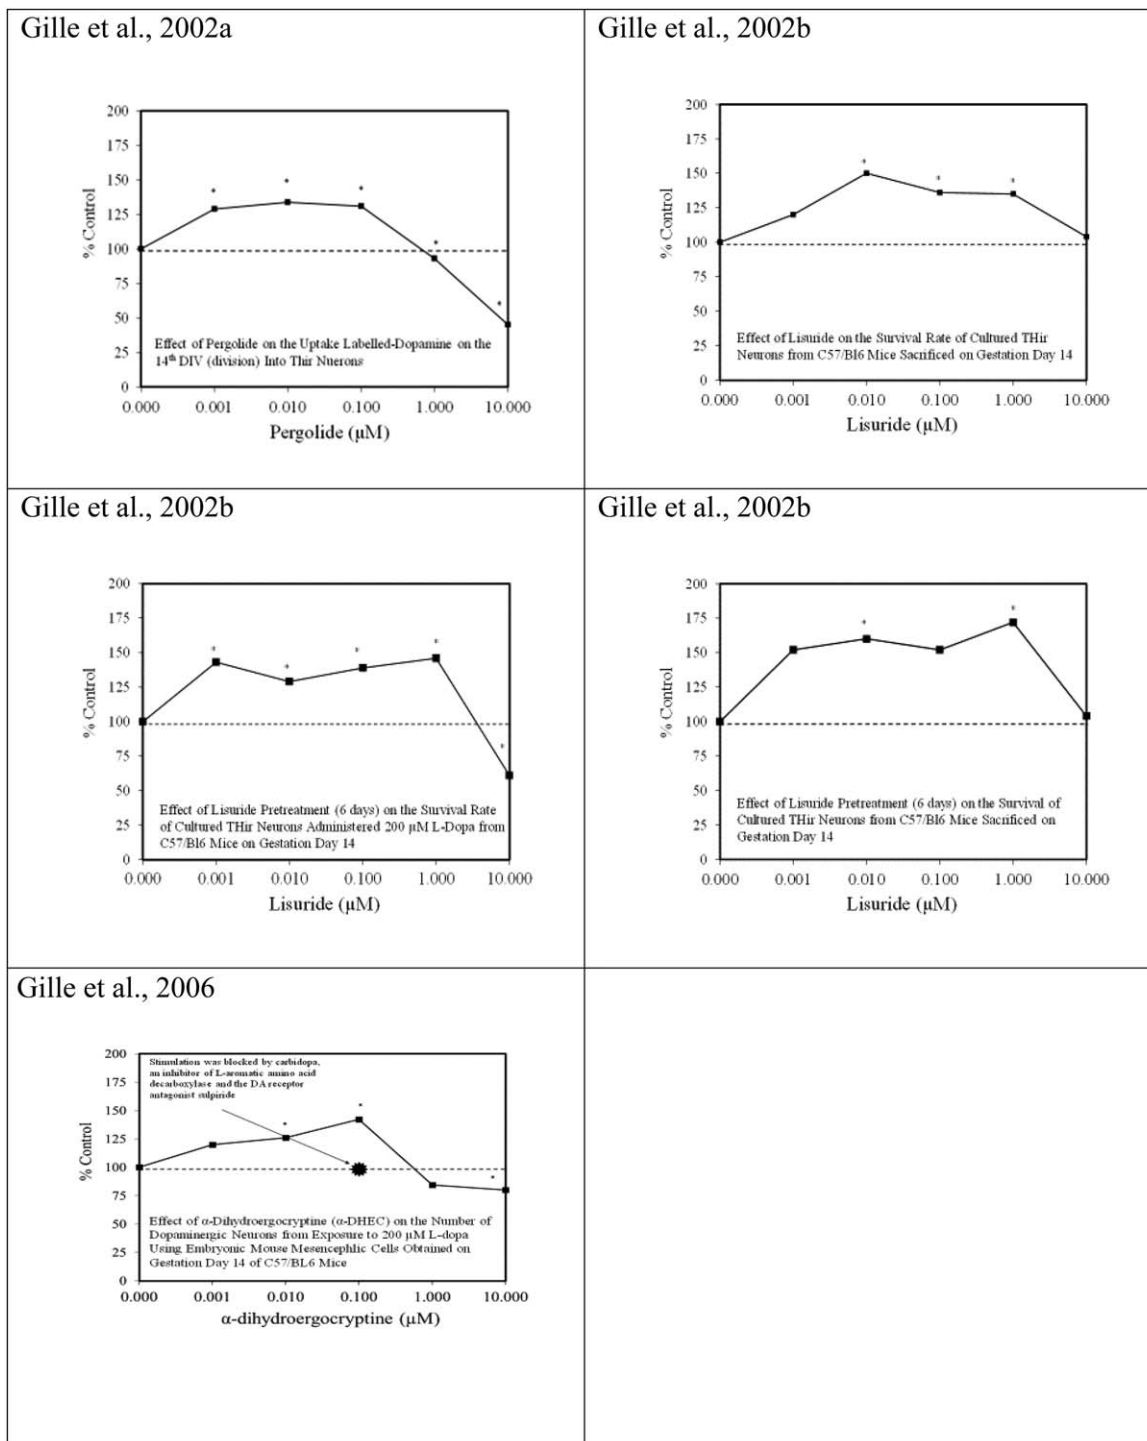 Gille et al., 2002a
200
175
150
125
100
75
50
25
0
% Control
*
*
*
*
*
Effect of Pergolide on the Uptake Labelled-Dopamine on the
14th DIV (division) Into Thir Nuerons
0.000 0.001 0.010 0.100 1.000 10.000
Pergolide (µM)
Gille et al., 2002b
200
175
150
125
100
75
50
25
0
% Control
*
*
*
Effect of Lisuride on the Survival Rate of Cultured THir
Neurons from C57/Bl6 Mice Sacrificed on Gestation Day 14
0.000 0.001 0.010 0.100 1.000 10.000
Lisuride (µM)
Gille et al., 2002b
200
175
150
125
100
75
50
25
0
% Control
*
*
*
*
*
Effect of Lisuride Pretreatment (6 days) on the Survival Rate
of Cultured THir Neurons Administered 200 µM L-Dopa from
C57/Bl6 Mice on Gestation Day 14
0.000 0.001 0.010 0.100 1.000 10.000
Lisuride (µM)
Gille et al., 2002b
200
175
150
125
100
75
50
25
0
% Control
*
*
Effect of Lisuride Pretreatment (6 days) on the Survival of
Cultured THir Neurons from C57/Bl6 Mice Sacrificed on
Gestation Day 14
0.000 0.001 0.010 0.100 1.000 10.000
Lisuride (µM)
Gille et al., 2006
200
175
150
125
100
75
50
25
0
% Control
Stimulation was blocked by carbidopa,
an inhibitor of L-aromatic amino acid
decarboxylase and the DA receptor
antagonist sulpiride
*
*
*
Effect of α-Dihydroergocryptine (α-DHEC) on the Number of
Dopaminergic Neurons from Exposure to 200 µM L-dopa
Using Embryonic Mouse Mesencephlic Cells Obtained on
Gestation Day 14 of C57/BL6 Mice
0.000 0.001 0.010 0.100 1.000 10.000
α-dihydroergocryptine (µM)